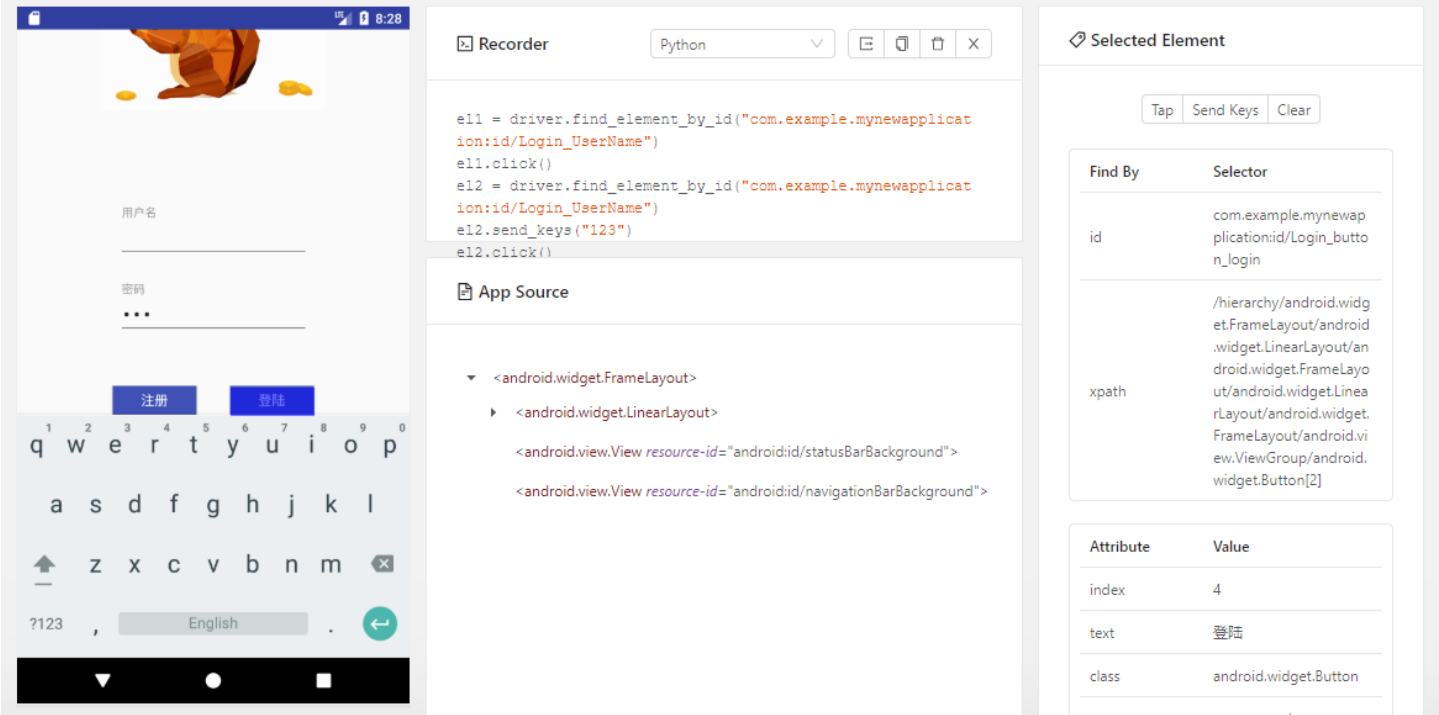 8:28
用户名
密码
•••
注册
登陆
1 2 3 4 5 6 7 8 9 0
q w e r t y u i o p
a s d f g h j k l
z x c v b n m
?123 , English .
Recorder
Python
el1 = driver.find_element_by_id("com.example.mynewapplicat
ion:id/Login_UserName")
el1.click()
el2 = driver.find_element_by_id("com.example.mynewapplicat
ion:id/Login_UserName")
el2.send_keys("123")
el2.click()
App Source
<android.widget.FrameLayout>
<android.widget.LinearLayout>
<android.view.View resource-id="android:id/statusBarBackground">
<android.view.View resource-id="android:id/navigationBarBackground">
Selected Element
Tap Send Keys Clear
Find By Selector
id
com.example.mynewap
plication:id/Login_butto
n_login
xpath
/hierarchy/android.widg
et.FrameLayout/android
.widget.LinearLayout/an
droid.widget.FrameLayo
ut/android.widget.Linea
rLayout/android.widget.
FrameLayout/android.vi
ew.ViewGroup/android.
widget.Button[2]
Attribute Value
index 4
text 登陆
class android.widget.Button